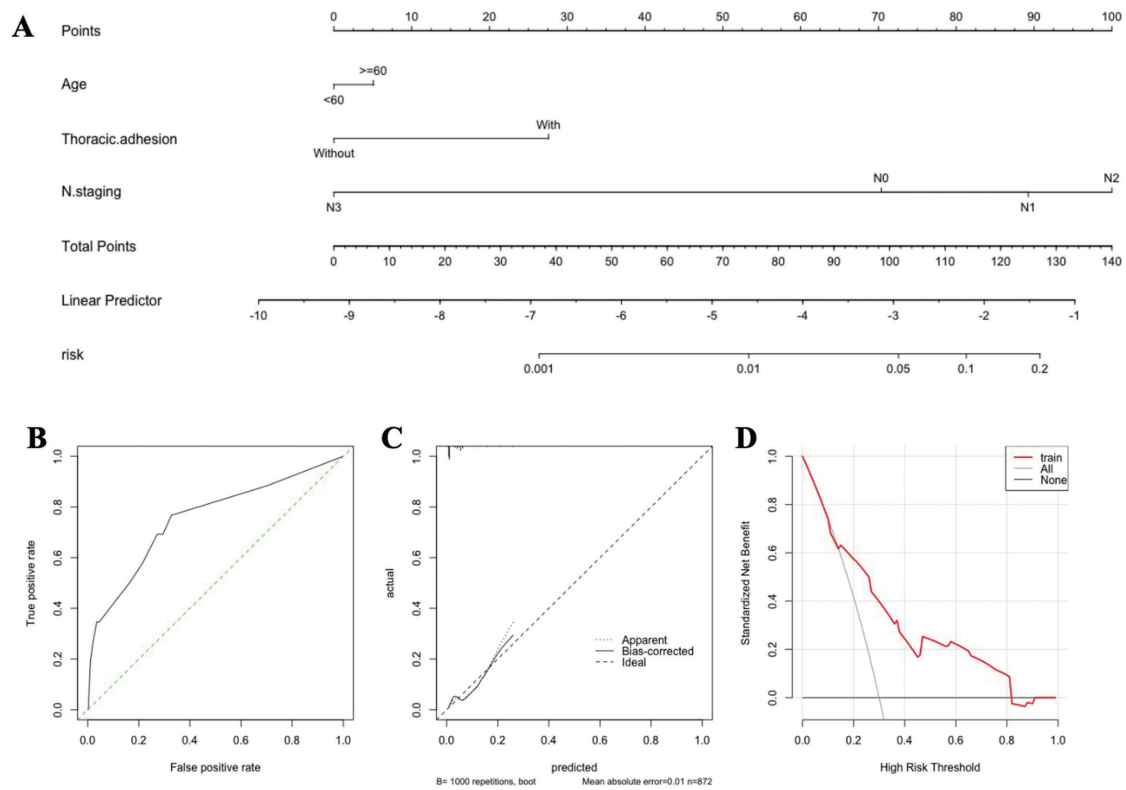 A
Points
0 10 20 30 40 50 60 70 80 90 100
Age
>=60
<60
Thoracic.adhesion
With
Without
N.staging
N0 N2
N3 N1
Total Points
0 10 20 30 40 50 60 70 80 90 100 110 120 130 140
Linear Predictor
-10 -9 -8 -7 -6 -5 -4 -3 -2 -1
risk
0.001 0.01 0.05 0.1 0.2
B
True positive rate
1.0
0.8
0.6
0.4
0.2
0.0
0.0 0.2 0.4 0.6 0.8 1.0
False positive rate
C
actual
1.0
0.8
0.6
0.4
0.2
0.0
Apparent
Bias-corrected
Ideal
0.0 0.2 0.4 0.6 0.8 1.0
predicted
B= 1000 repetitions, boot Mean absolute error=0.01 n=872
D
Standardized Net Benefit
1.0
0.8
0.6
0.4
0.2
0.0
train
All
None
0.0 0.2 0.4 0.6 0.8 1.0
High Risk Threshold